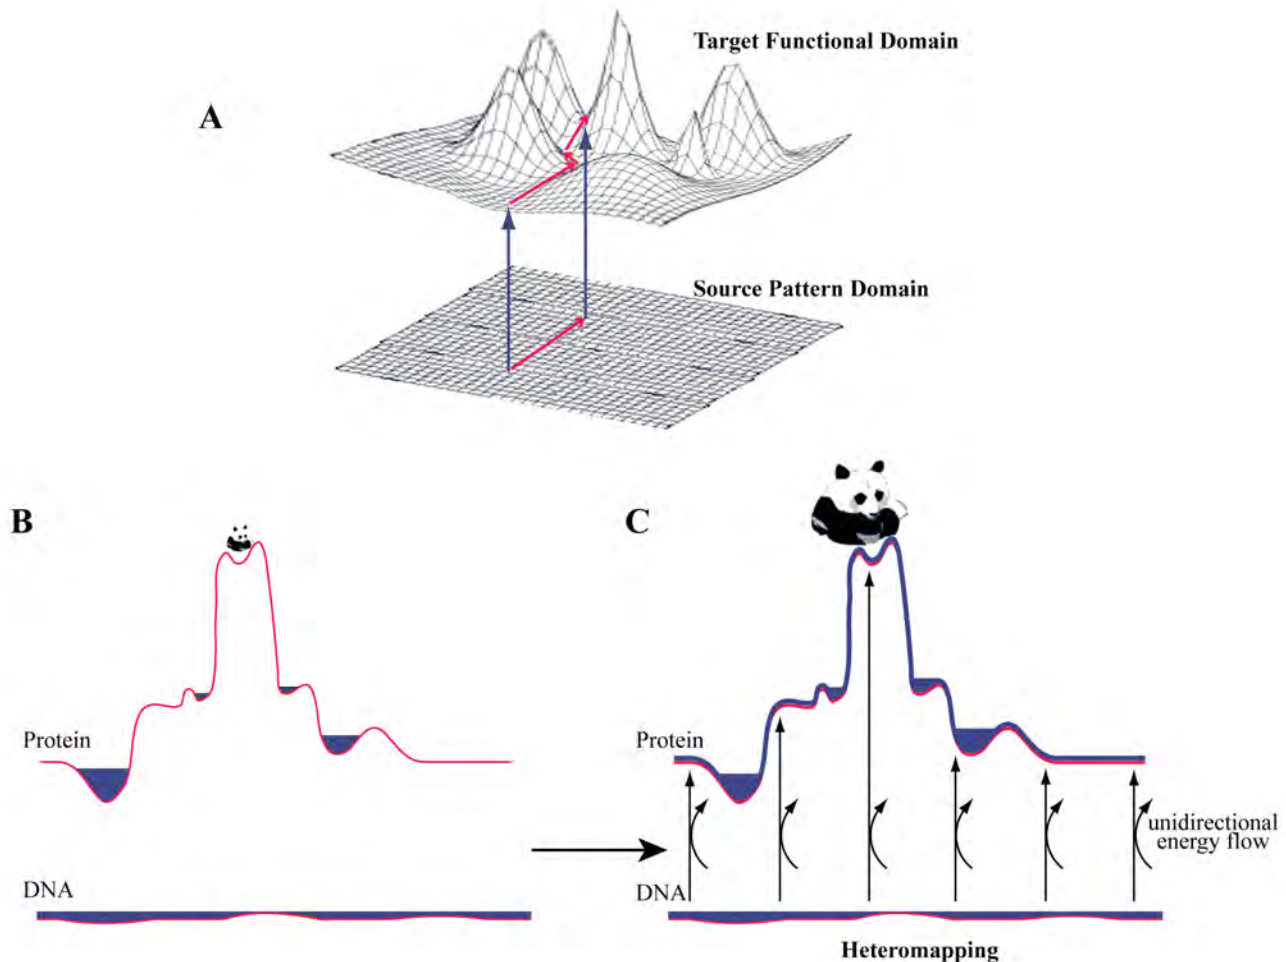 Target Functional Domain
A
Source Pattern Domain
B
C
Protein
Protein
unidirectional
energy flow
DNA
DNA
Heteromapping